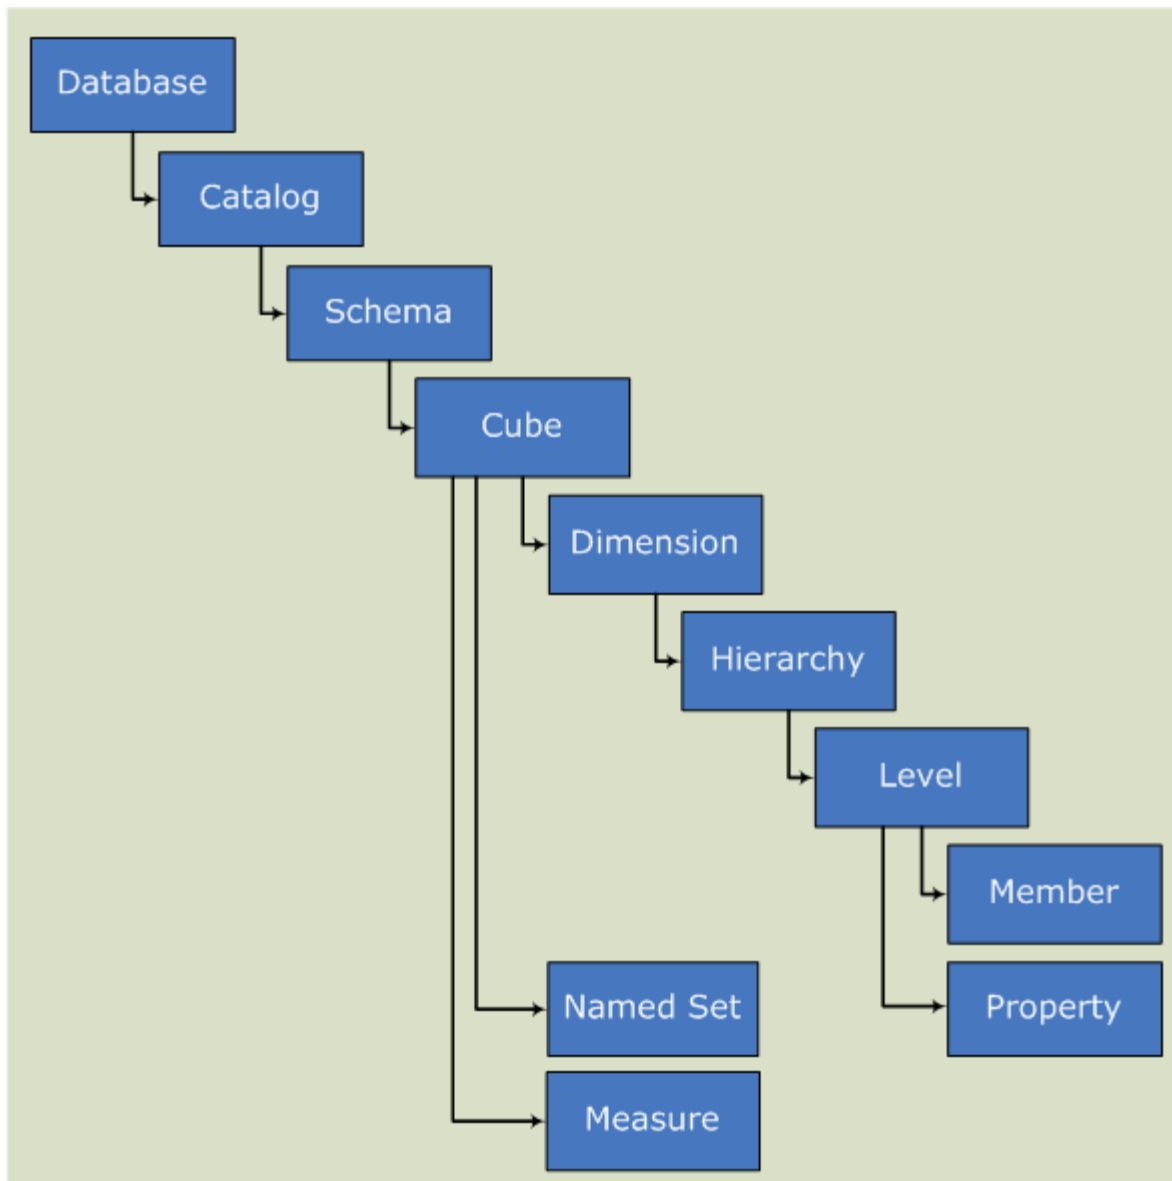 Database
Catalog
Schema
Cube
Dimension
Hierarchy
Level
Member
Named Set
Property
Measure